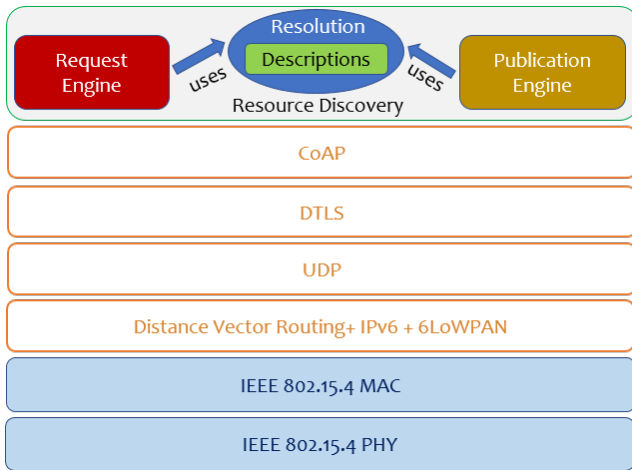 Resolution
Request
Engine
uses
Descriptions
uses
Publication
Engine
Resource Discovery
CoAP
DTLS
UDP
Distance Vector Routing+ IPv6 + 6LoWPAN
IEEE 802.15.4 MAC
IEEE 802.15.4 PHY